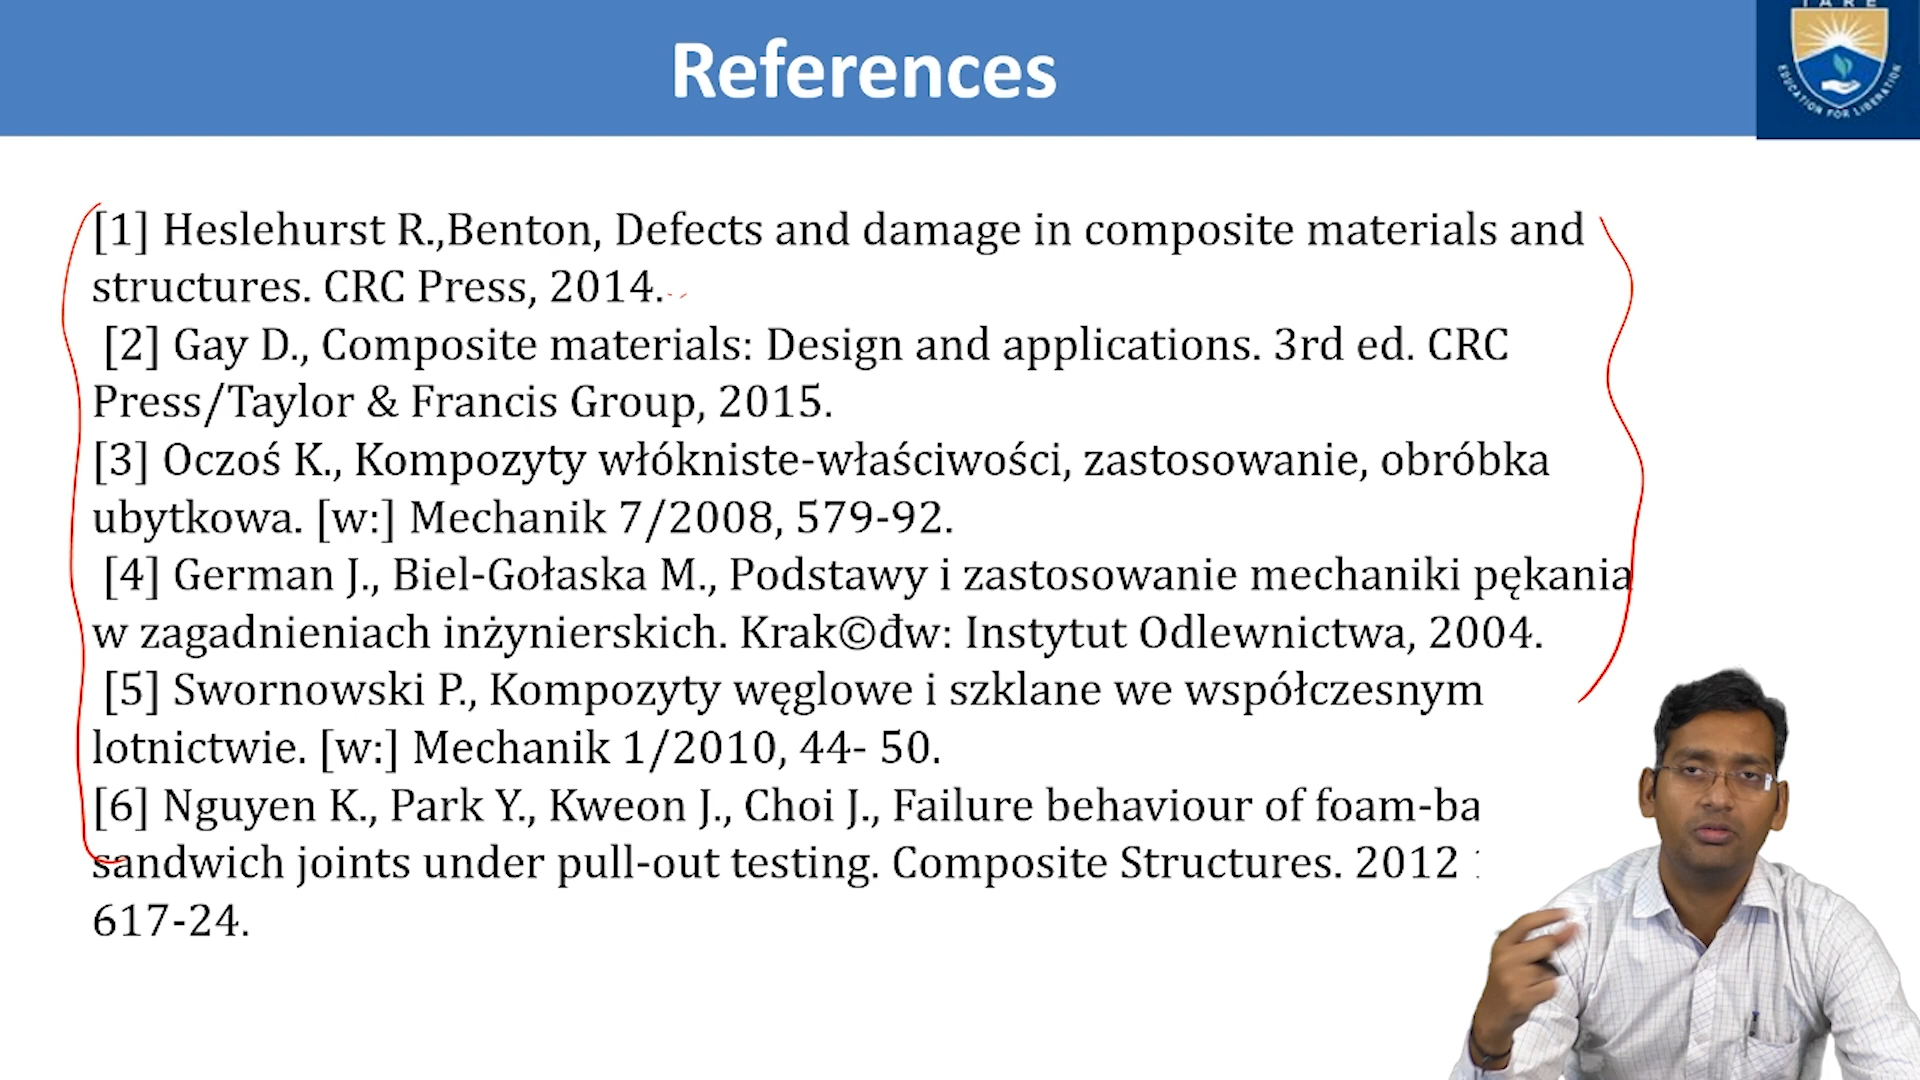 References
TARE
EDUCATION FOR LIBERATION
[1] Heslehurst R.,Benton, Defects and damage in composite materials and
structures. CRC Press, 2014.
[2] Gay D., Composite materials: Design and applications. 3rd ed. CRC
Press/Taylor & Francis Group, 2015.
[3] Oczoś K., Kompozyty włókniste-właściwości, zastosowanie, obróbka
ubytkowa. [w:] Mechanik 7/2008, 579-92.
[4] German J., Biel-Gołaska M., Podstawy i zastosowanie mechaniki pękania
w zagadnieniach inżynierskich. Krak©đw: Instytut Odlewnictwa, 2004.
[5] Swornowski P., Kompozyty węglowe i szklane we współczesnym
lotnictwie. [w:] Mechanik 1/2010, 44- 50.
[6] Nguyen K., Park Y., Kweon J., Choi J., Failure behaviour of foam-ba
sandwich joints under pull-out testing. Composite Structures. 2012
617-24.